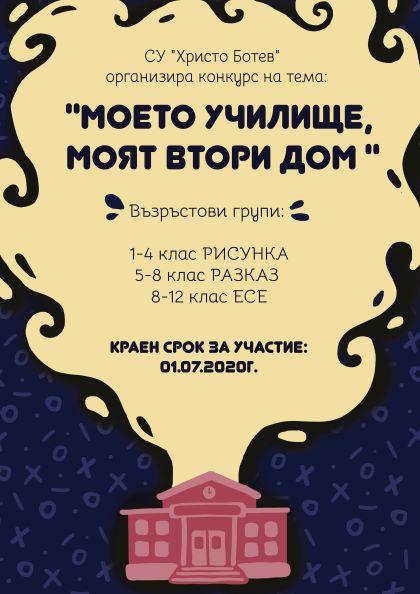 СУ "Христо Ботев"
организира конкурс на тема:
"МОЕТО УЧИЛИЩЕ,
МОЯТ ВТОРИ ДОМ "
Възръстови групи:
1-4 клас РИСУНКА
5-8 клас РАЗКАЗ
8-12 клас ЕСЕ
КРАЕН СРОК ЗА УЧАСТИЕ:
01.07.2020Г.